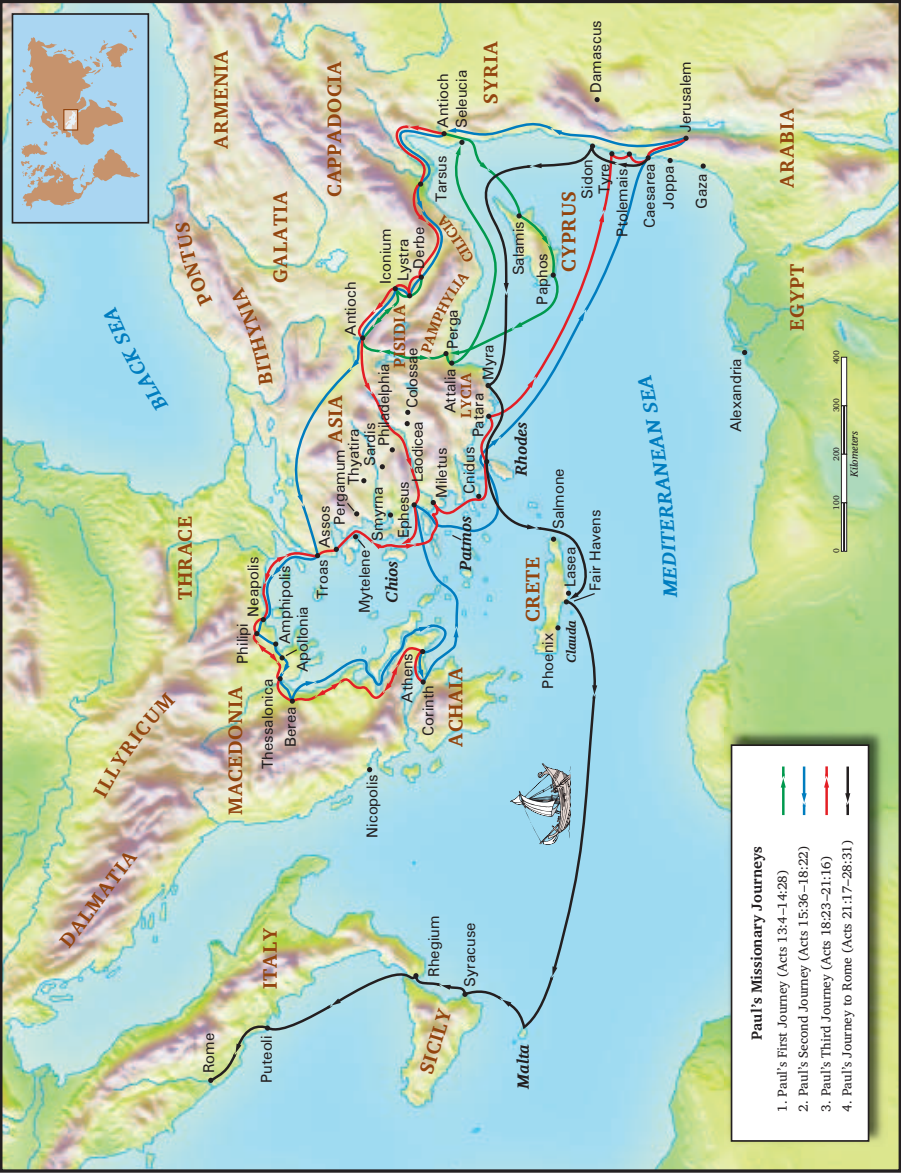 BLACK SEA
MEDITERRANEAN SEA
DALMATIA
ILLYRICUM
MACEDONIA
THRACE
ACHAIA
ITALY
SICILY
CRETE
ASIA
BITHYNIA
PONTUS
GALATIA
CAPPADOCIA
ARMENIA
PISIDIA
PAMPHYLIA
LYCIA
CILICIA
CYPRUS
SYRIA
ARABIA
EGYPT
Rome
Puteoli
Rhegium
Syracuse
Malta
Nicopolis
Philipi
Neapolis
Amphipolis
Apollonia
Thessalonica
Berea
Athens
Corinth
Troas
Assos
Mytelene
Chios
Pergamum
Thyatira
Sardis
Philadelphia
Smyrna
Ephesus
Laodicea
Colossae
Miletus
Patmos
Cnidus
Rhodes
Patara
Myra
Attalia
Perga
Antioch
Iconium
Lystra
Derbe
Tarsus
Antioch
Seleucia
Salamis
Paphos
Damascus
Sidon
Tyre
Ptolemais
Caesarea
Joppa
Jerusalem
Gaza
Alexandria
Salmone
Lasea
Fair Havens
Phoenix
Clauda
0 100 200 300 400
Kilometers
Paul's Missionary Journeys
1. Paul's First Journey (Acts 13:4–14:28)
2. Paul's Second Journey (Acts 15:36–18:22)
3. Paul's Third Journey (Acts 18:23–21:16)
4. Paul's Journey to Rome (Acts 21:17–28:31)